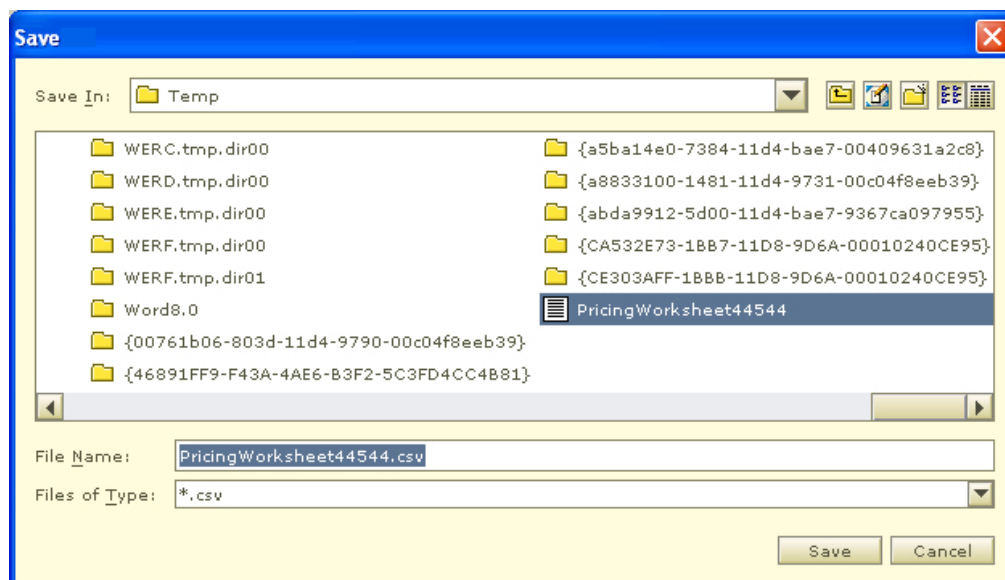 Save
Save In: Temp
WERC.tmp.dir00
WERD.tmp.dir00
WERE.tmp.dir00
WERF.tmp.dir00
WERF.tmp.dir01
Word8.0
{00761b06-803d-11d4-9790-00c04f8eeb39}
{46891FF9-F43A-4AE6-B3F2-5C3FD4CC4B81}
{a5ba14e0-7384-11d4-bae7-00409631a2c8}
{a8833100-1481-11d4-9731-00c04f8eeb39}
{abda9912-5d00-11d4-bae7-9367ca097955}
{CA532E73-1BB7-11D8-9D6A-00010240CE95}
{CE303AFF-1BBB-11D8-9D6A-00010240CE95}
PricingWorksheet44544
File Name: PricingWorksheet44544.csv
Files of Type: *.csv
Save Cancel